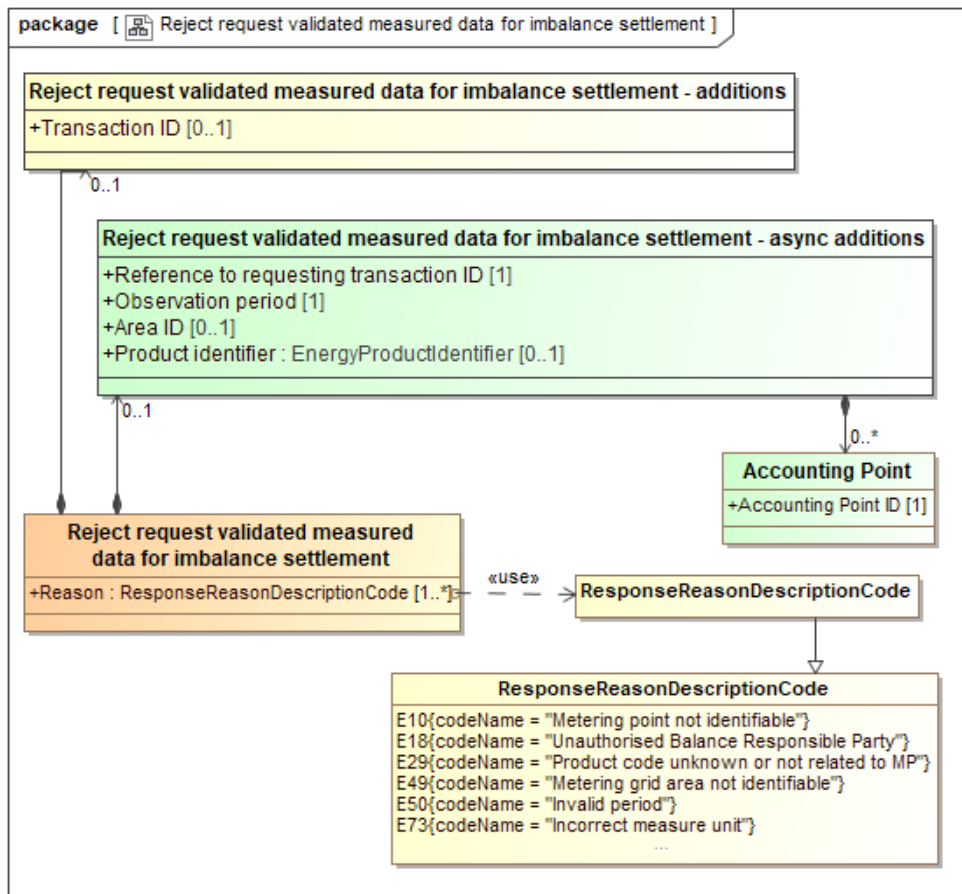 package [ Reject request validated measured data for imbalance settlement ]
Reject request validated measured data for imbalance settlement - additions
+Transaction ID [0..1]
0..1
Reject request validated measured data for imbalance settlement - async additions
+Reference to requesting transaction ID [1]
+Observation period [1]
+Area ID [0..1]
+Product identifier : EnergyProductIdentifier [0..1]
0..1
0..*
Accounting Point
+Accounting Point ID [1]
Reject request validated measured
data for imbalance settlement
+Reason : ResponseReasonDescriptionCode [1..*]
«use»
ResponseReasonDescriptionCode
ResponseReasonDescriptionCode
E10{codeName = "Metering point not identifiable"}
E18{codeName = "Unauthorised Balance Responsible Party"}
E29{codeName = "Product code unknown or not related to MP"}
E49{codeName = "Metering grid area not identifiable"}
E50{codeName = "Invalid period"}
E73{codeName = "Incorrect measure unit"}
...